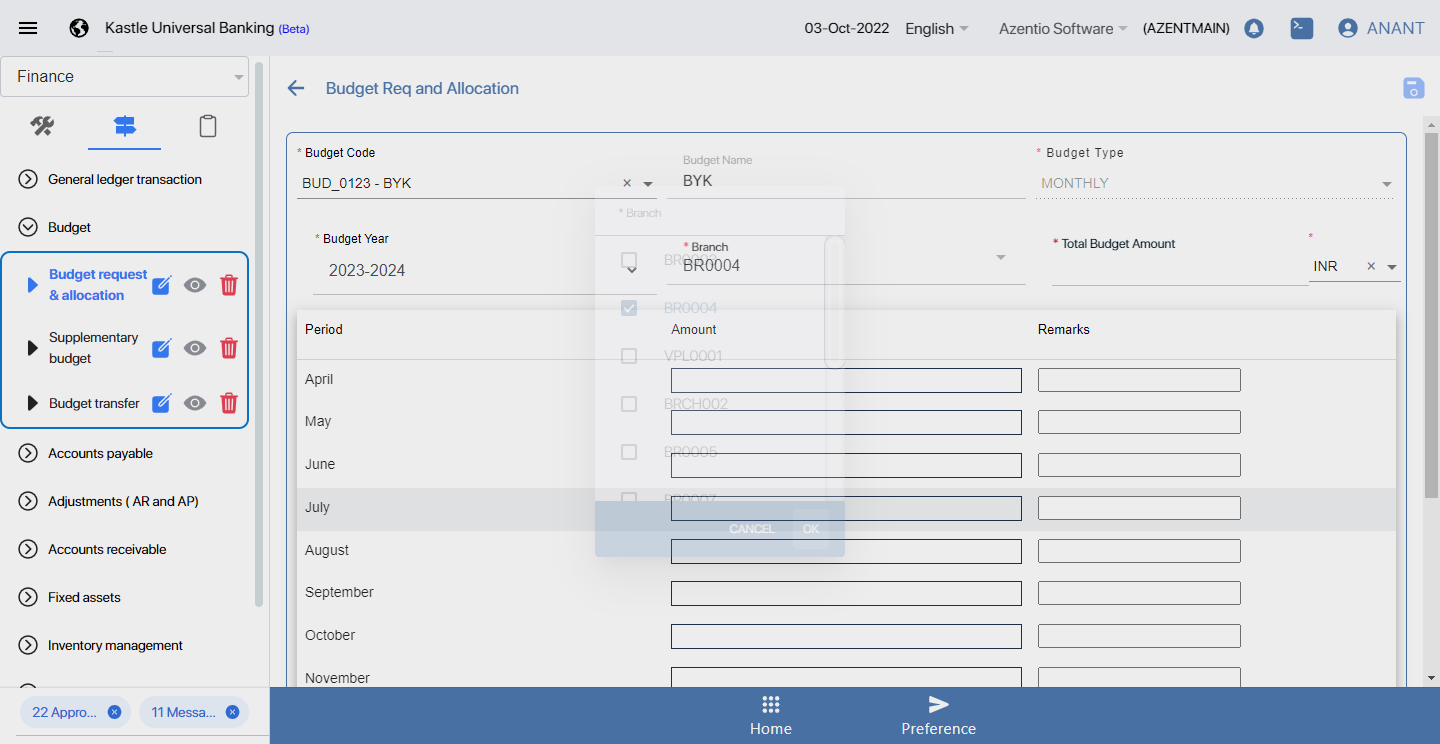 Kastle Universal Banking (Beta)
03-Oct-2022
English
Azentio Software
(AZENTMAIN)
ANANT
Finance
General ledger transaction
Budget
Budget request
& allocation
Supplementary
budget
Budget transfer
Accounts payable
Adjustments ( AR and AP)
Accounts receivable
Fixed assets
Inventory management
22 Appro...
11 Messa...
Budget Req and Allocation
* Budget Code
BUD_0123 - BYK
Budget Name
BYK
* Budget Type
MONTHLY
* Budget Year
2023-2024
* Branch
BR0004
* Total Budget Amount
*
INR
Period
Amount
Remarks
April
May
June
July
August
September
October
November
* Branch
BR0004
VPL0001
BRCH002
BR0005
BR0007
CANCEL
OK
Home
Preference